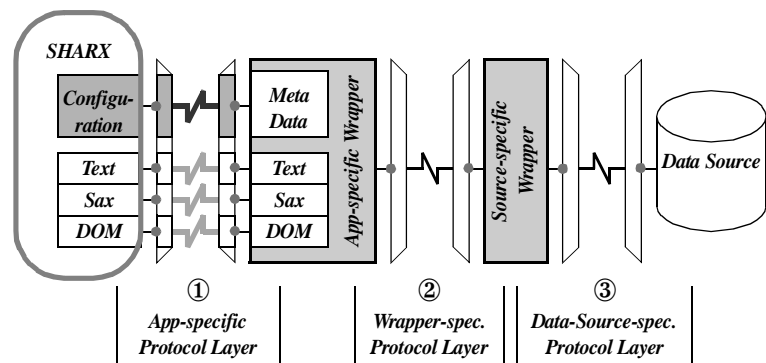 SHARX
Configu-
ration
Text
Sax
DOM
Meta
Data
Text
Sax
DOM
App-specific Wrapper
Source-specific
Wrapper
Data Source
①
App-specific
Protocol Layer
②
Wrapper-spec.
Protocol Layer
③
Data-Source-spec.
Protocol Layer